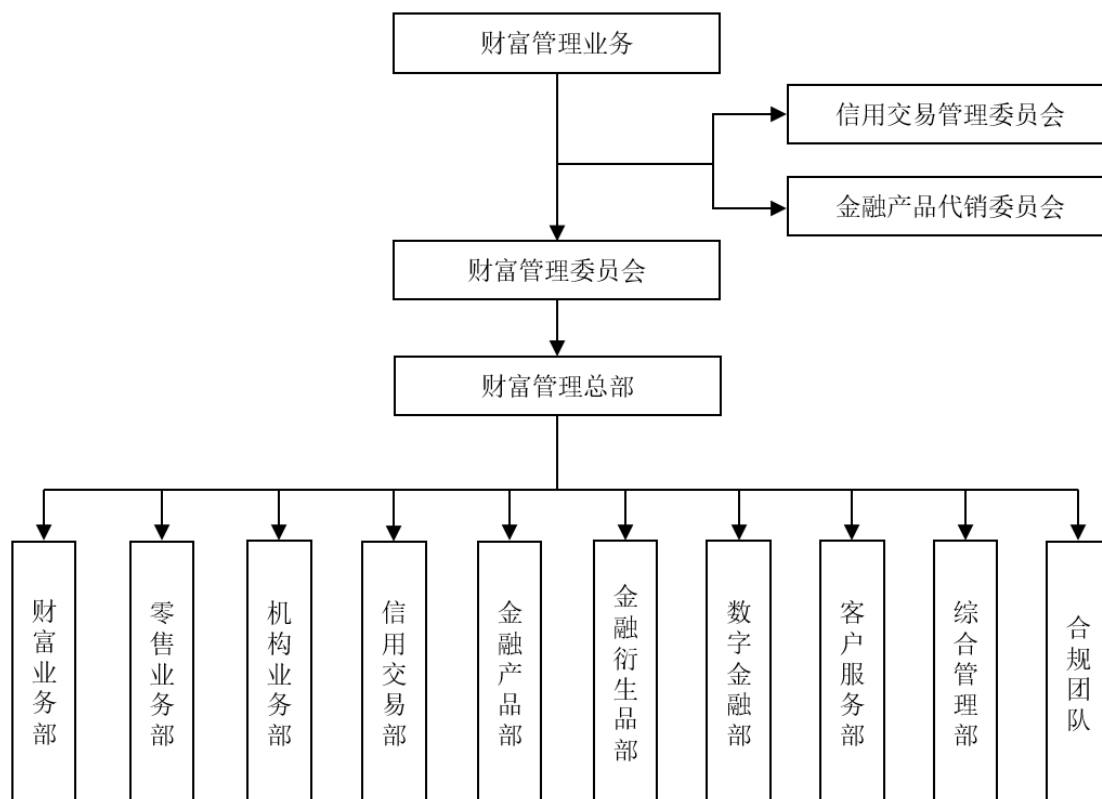 财富管理业务
信用交易管理委员会
金融产品代销委员会
财富管理委员会
财富管理总部
财富业务部
零售业务部
机构业务部
信用交易部
金融产品部
金融衍生品部
数字金融部
客户服务部
综合管理部
合规团队